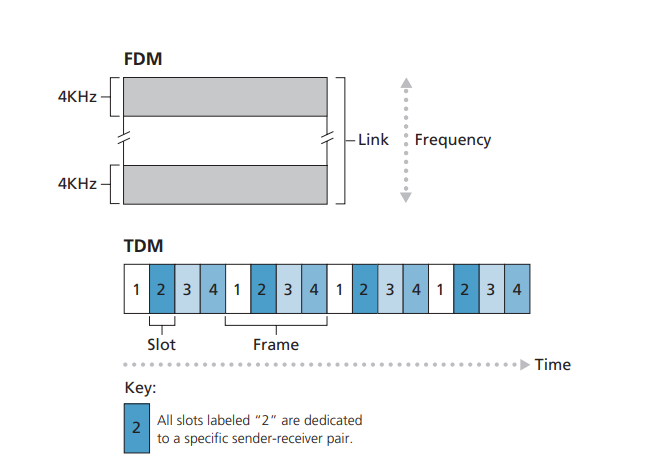 FDM
4KHz
4KHz
Link
Frequency
TDM
1 2 3 4 1 2 3 4 1 2 3 4 1 2 3 4
Slot
Frame
Time
Key:
2
All slots labeled “2” are dedicated
to a specific sender-receiver pair.